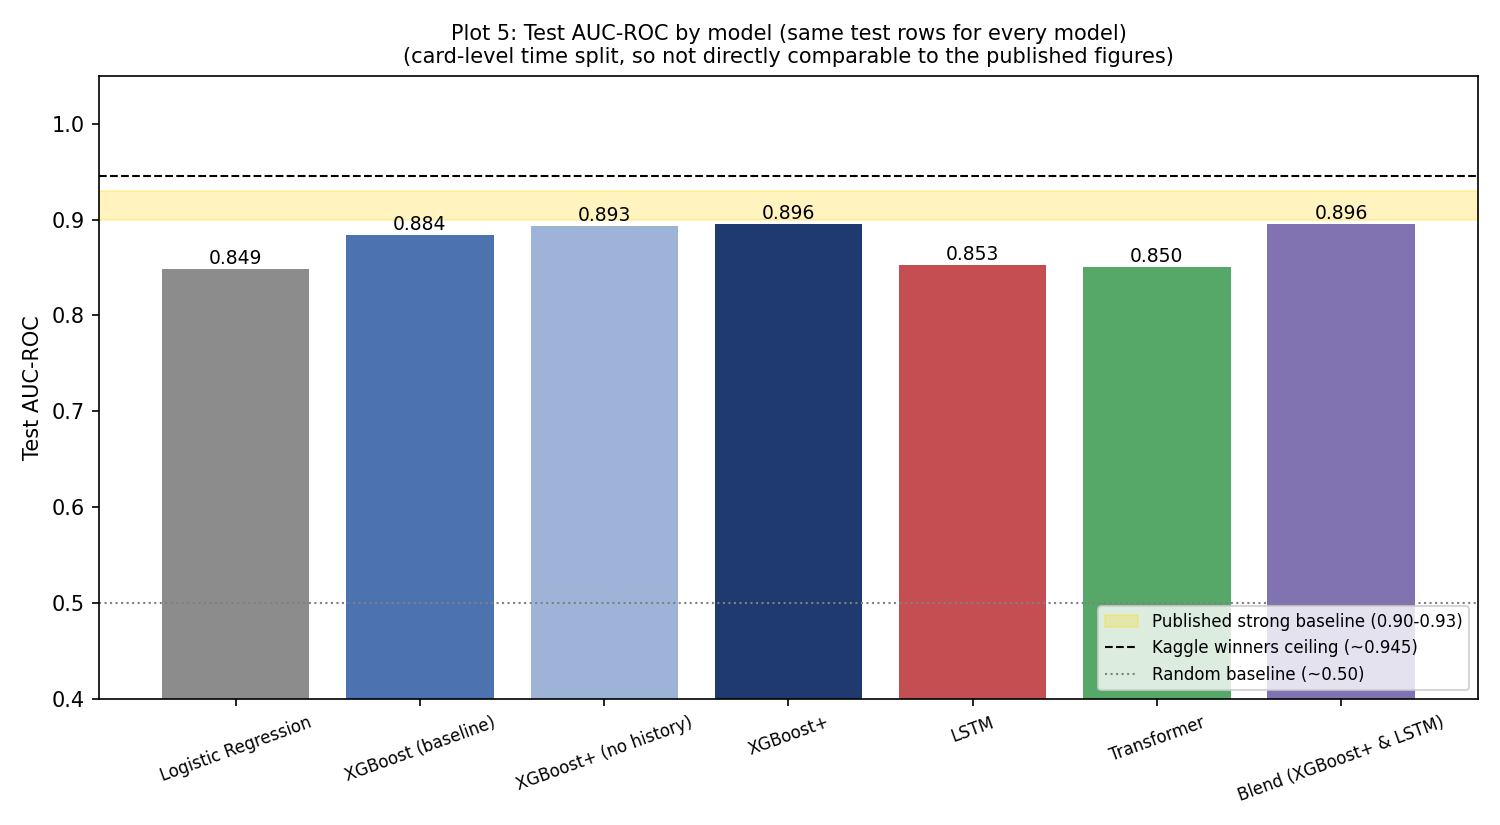 Plot 5: Test AUC-ROC by model (same test rows for every model)
(card-level time split, so not directly comparable to the published figures)
Test AUC-ROC
1.0
0.9
0.8
0.7
0.6
0.5
0.4
0.849
0.884
0.893
0.896
0.853
0.850
0.896
Published strong baseline (0.90-0.93)
Kaggle winners ceiling (~0.945)
Random baseline (~0.50)
Logistic Regression
XGBoost (baseline)
XGBoost+ (no history)
XGBoost+
LSTM
Transformer
Blend (XGBoost+ & LSTM)